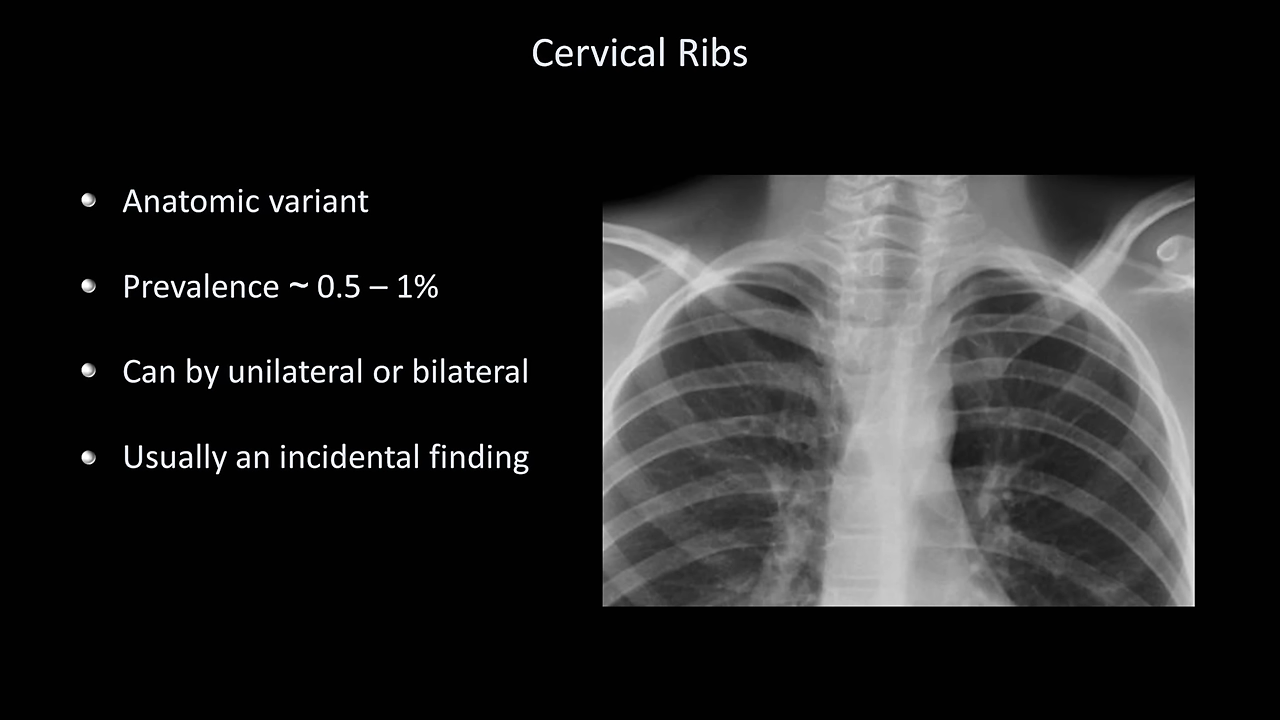 Cervical Ribs
Anatomic variant
Prevalence ~ 0.5 – 1%
Can by unilateral or bilateral
Usually an incidental finding